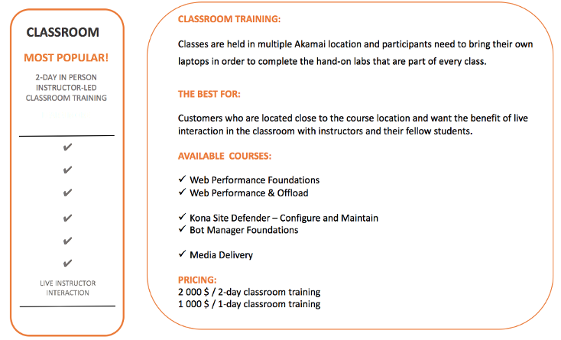 CLASSROOM
MOST POPULAR!
2-DAY IN PERSON
INSTRUCTOR-LED
CLASSROOM TRAINING
✔
✔
✔
✔
✔
✔
LIVE INSTRUCTOR
INTERACTION
CLASSROOM TRAINING:
Classes are held in multiple Akamai location and participants need to bring their own
laptops in order to complete the hand-on labs that are part of every class.
THE BEST FOR:
Customers who are located close to the course location and want the benefit of live
interaction in the classroom with instructors and their fellow students.
AVAILABLE COURSES:
✓ Web Performance Foundations
✓ Web Performance & Offload
✓ Kona Site Defender – Configure and Maintain
✓ Bot Manager Foundations
✓ Media Delivery
PRICING:
2 000 $ / 2-day classroom training
1 000 $ / 1-day classroom training